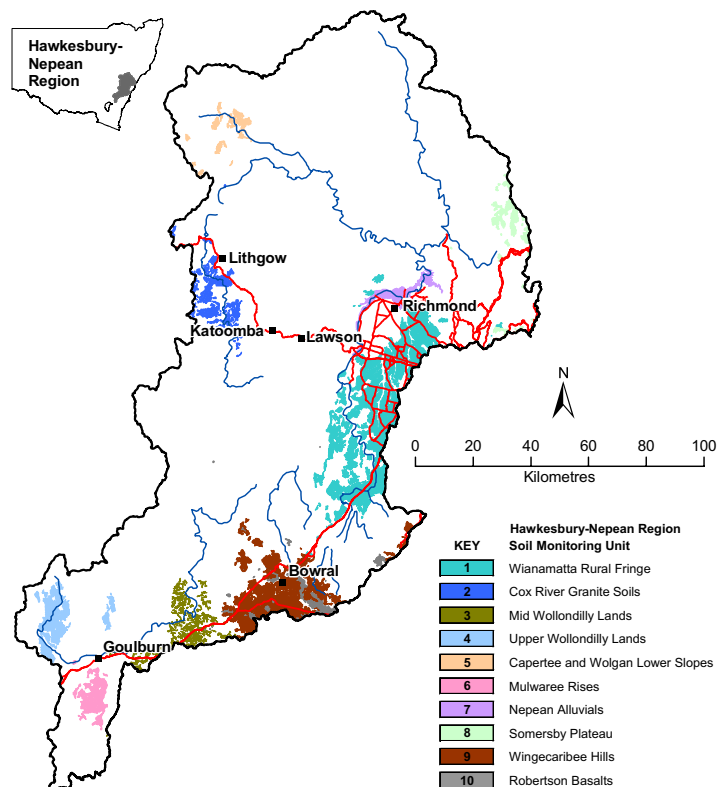 Hawkesbury-
Nepean
Region
Lithgow
Richmond
Katoomba
Lawson
N
0 20 40 60 80 100
Kilometres
Bowral
Goulburn
Hawkesbury-Nepean Region
KEY Soil Monitoring Unit
1 Wianamatta Rural Fringe
2 Cox River Granite Soils
3 Mid Wollondilly Lands
4 Upper Wollondilly Lands
5 Capertee and Wolgan Lower Slopes
6 Mulwaree Rises
7 Nepean Alluvials
8 Somersby Plateau
9 Wingecaribee Hills
10 Robertson Basalts